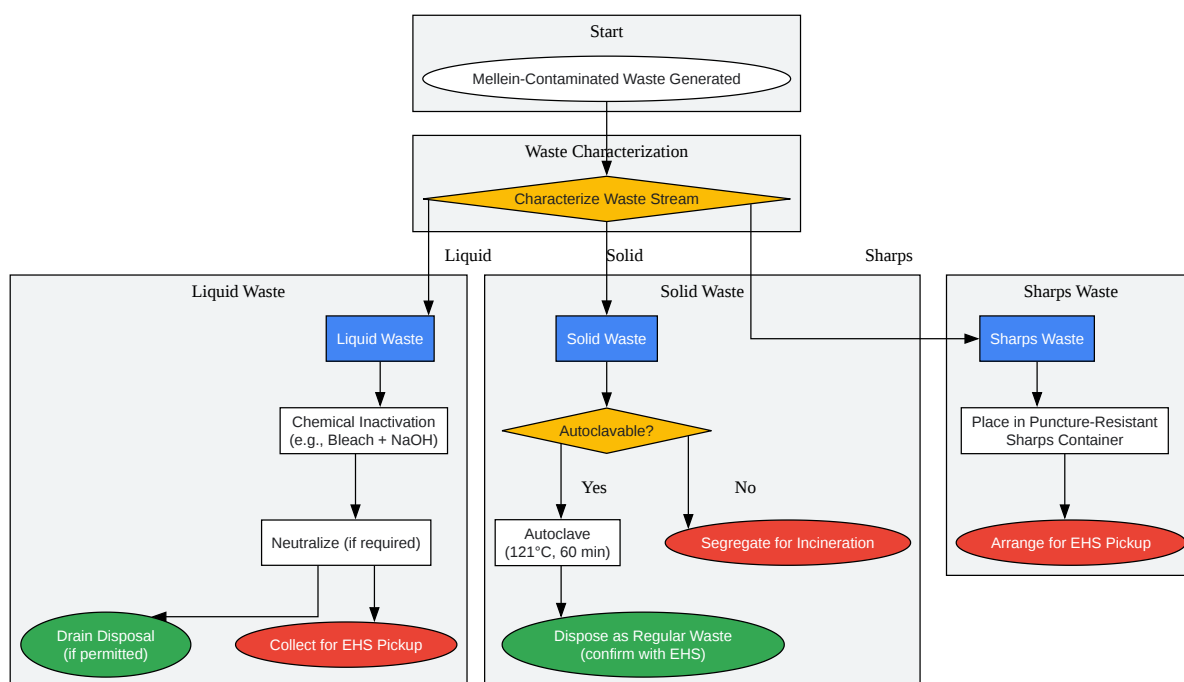 Start
Mellein-Contaminated Waste Generated
Waste Characterization
Characterize Waste Stream
Liquid
Solid
Sharps
Liquid Waste
Solid Waste
Sharps Waste
Liquid Waste
Solid Waste
Sharps Waste
Chemical Inactivation
(e.g., Bleach + NaOH)
Autoclavable?
Place in Puncture-Resistant
Sharps Container
Yes
No
Neutralize (if required)
Autoclave
(121°C, 60 min)
Segregate for Incineration
Arrange for EHS Pickup
Drain Disposal
(if permitted)
Collect for EHS Pickup
Dispose as Regular Waste
(confirm with EHS)